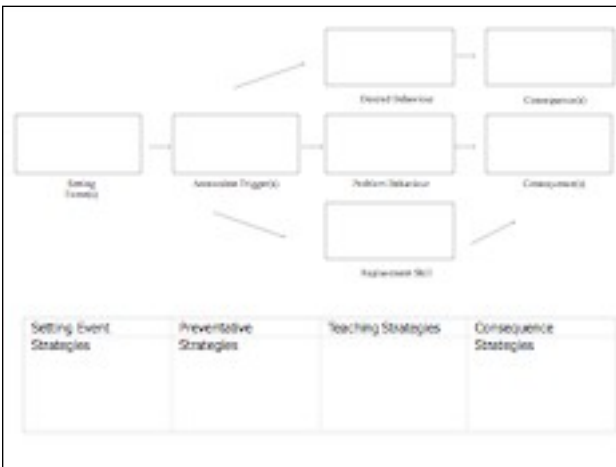 Desired Behaviour
Consequence(s)
Setting
Event(s)
Antecedent Trigger(s)
Problem Behaviour
Consequence(s)
Replacement Skill
Setting Event
Strategies
Preventative
Strategies
Teaching Strategies
Consequence
Strategies